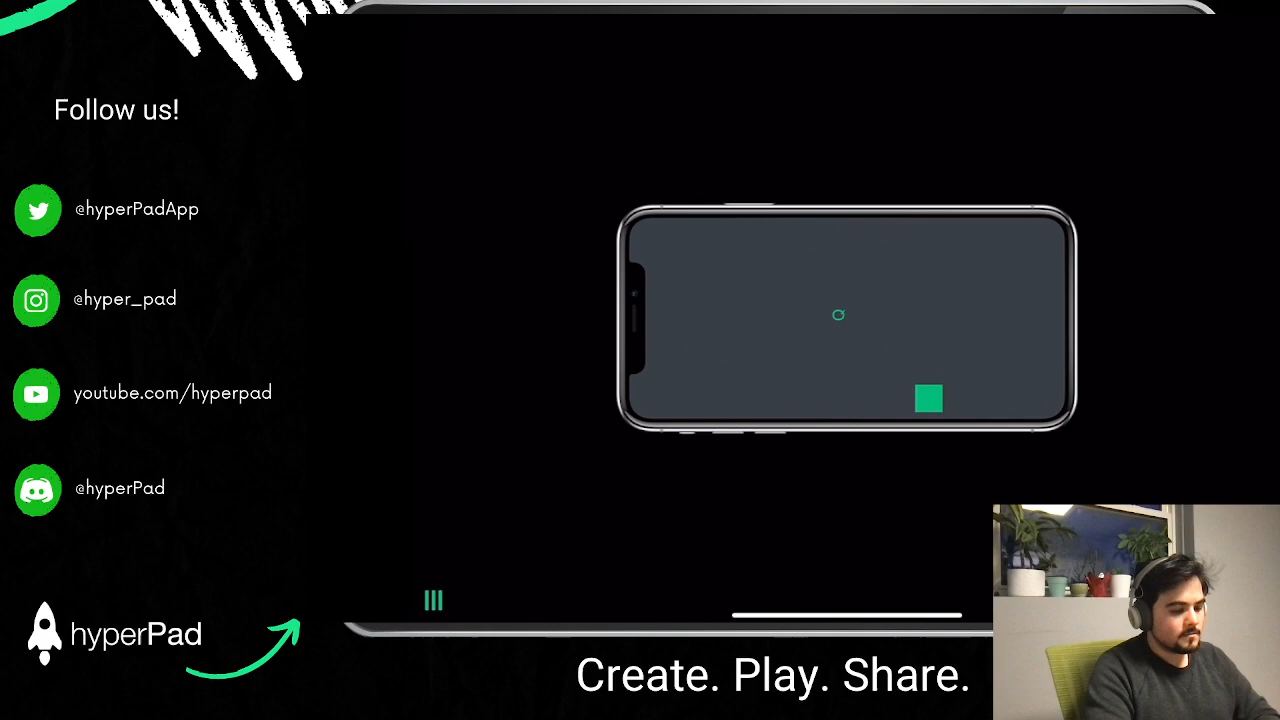 Follow us!
@hyperPadApp
@hyper_pad
youtube.com/hyperpad
@hyperPad
hyperPad
Create. Play. Share.